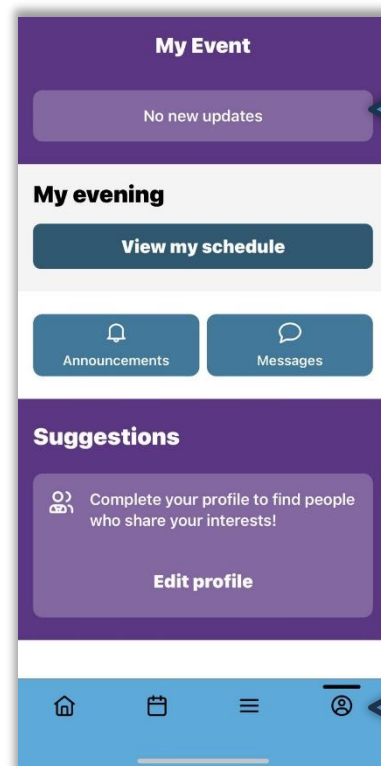 My Event
No new updates
My evening
View my schedule
Announcements
Messages
Suggestions
Complete your profile to find people
who share your interests!
Edit profile